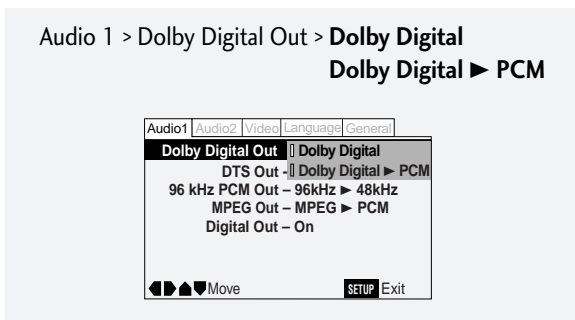 Audio 1 > Dolby Digital Out > Dolby Digital
Dolby Digital ► PCM
Audio1 Audio2 Video Language General
Dolby Digital Out ▯ Dolby Digital
DTS Out - ▯ Dolby Digital ► PCM
96 kHz PCM Out – 96kHz ► 48kHz
MPEG Out – MPEG ► PCM
Digital Out – On
Move SETUP Exit